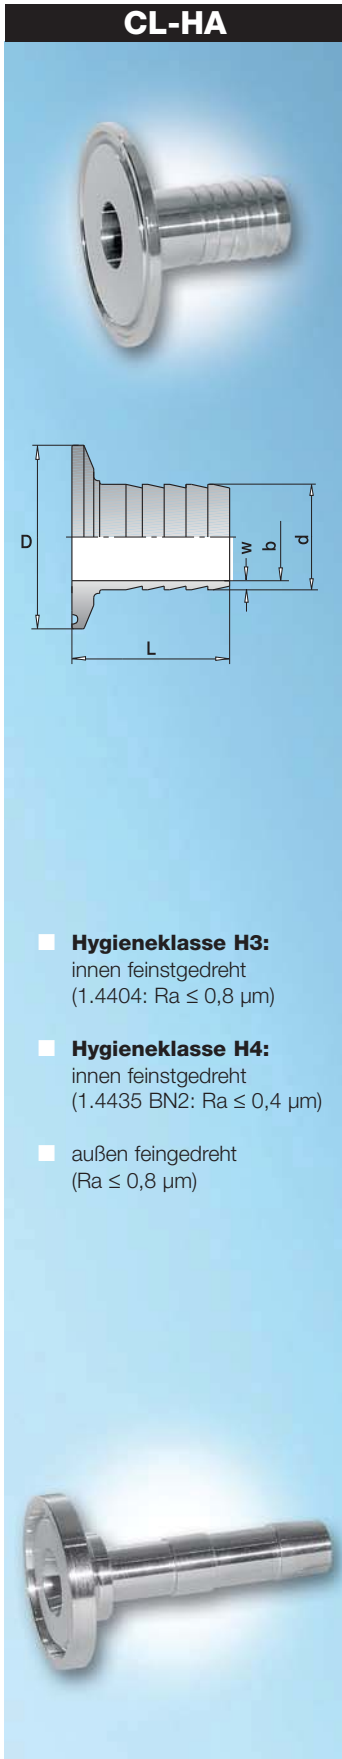 CL-HA
D
w
b
d
L
Hygieneklasse H3:
innen feinstgedreht
(1.4404: Ra ≤ 0,8 µm)
Hygieneklasse H4:
innen feinstgedreht
(1.4435 BN2: Ra ≤ 0,4 µm)
außen feingedreht
(Ra ≤ 0,8 µm)